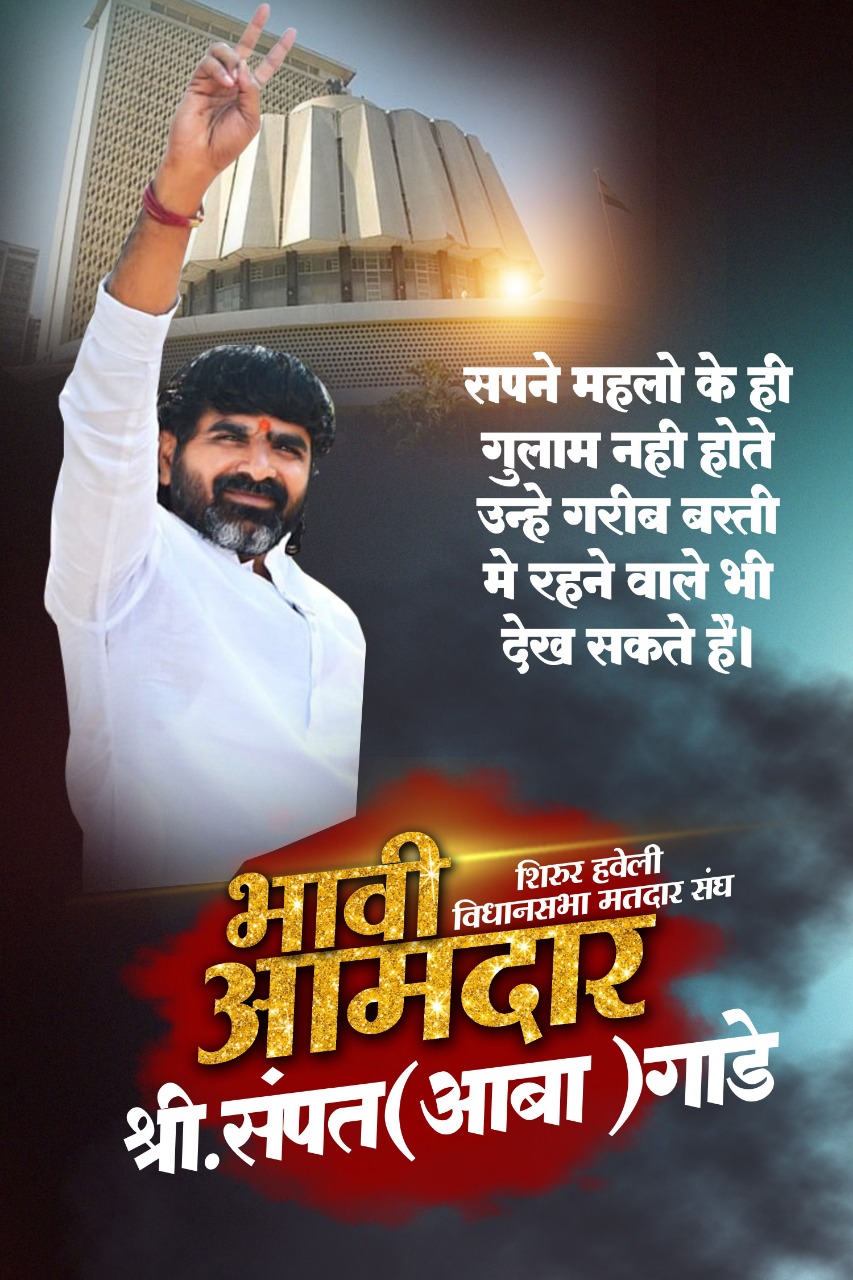 सपने महलो के ही
गुलाम नही होते
उन्हे गरीब बस्ती
मे रहने वाले भी
देख सकते है।
भावी
शिरुर हवेली
विधानसभा मतदार संघ
आमदार
श्री.संपत(आबा )गाडे